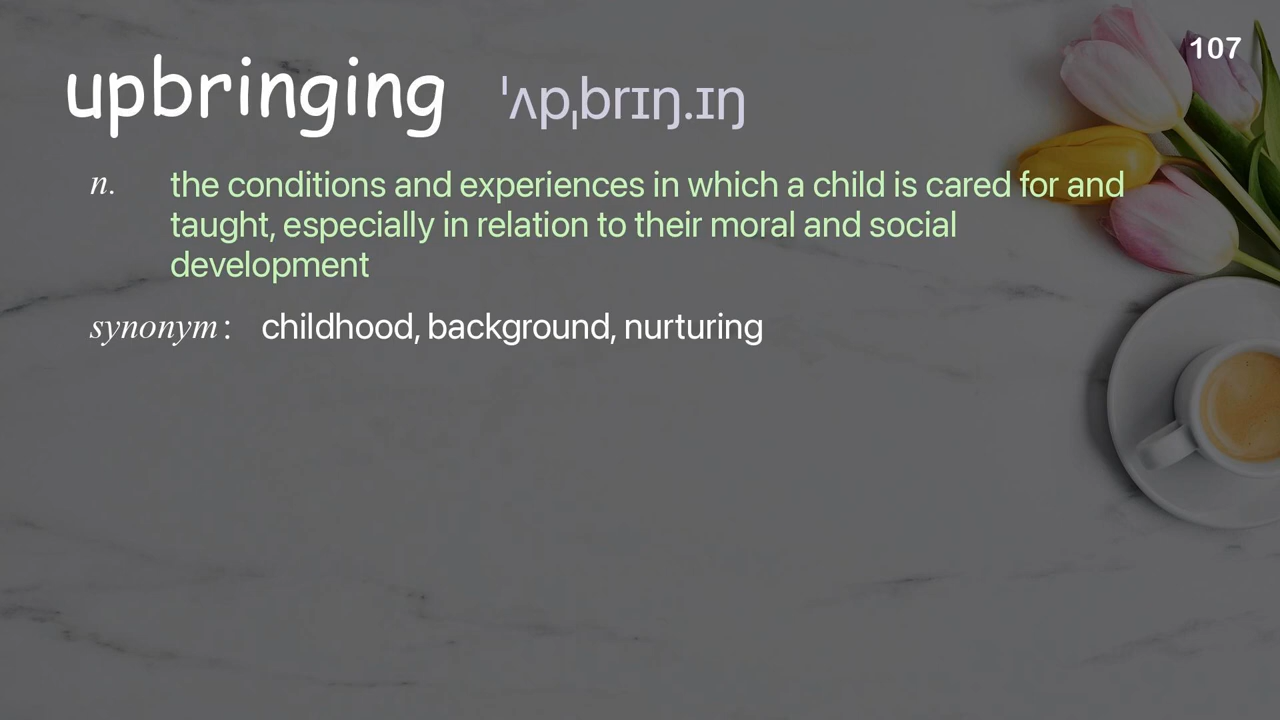 107
upbringing ˈʌpˌbrɪŋ.ɪŋ
n. the conditions and experiences in which a child is cared for and
taught, especially in relation to their moral and social
development
synonym: childhood, background, nurturing